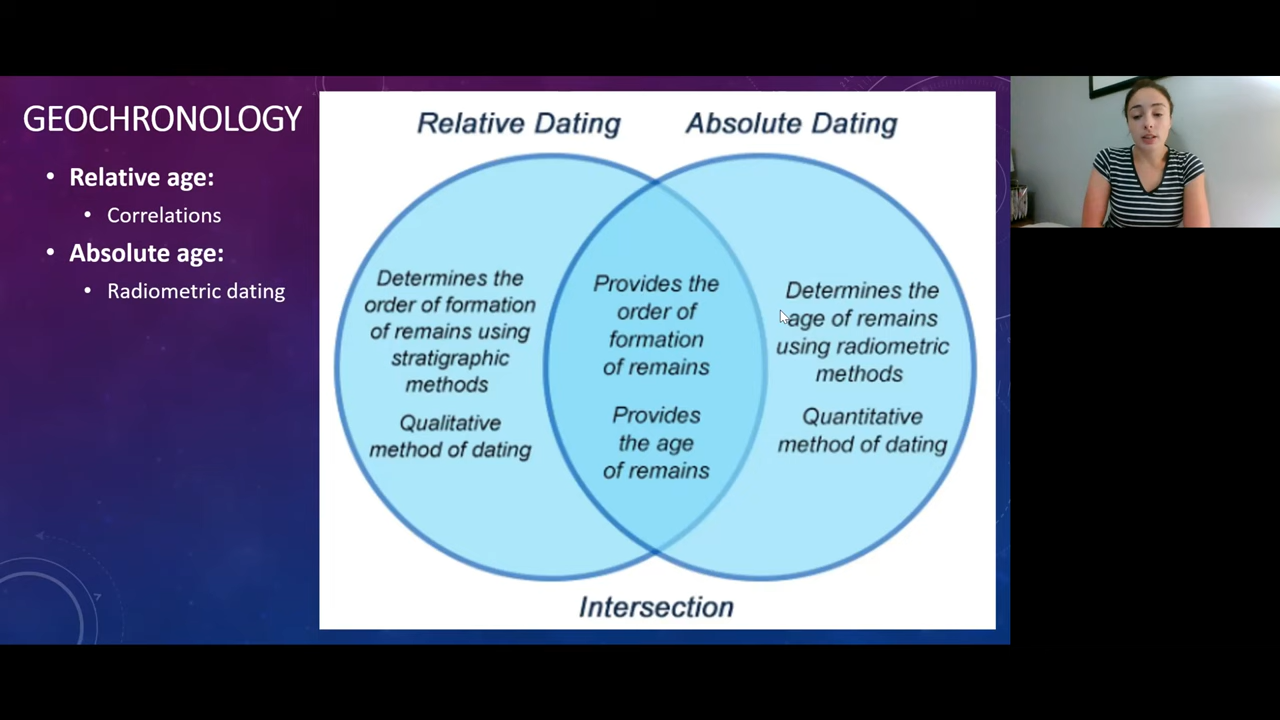 GEOCHRONOLOGY
• Relative age:
• Correlations
• Absolute age:
• Radiometric dating
Relative Dating
Absolute Dating
Determines the
order of formation
of remains using
stratigraphic
methods
Qualitative
method of dating
Provides the
order of
formation
of remains
Provides
the age
of remains
Determines the
age of remains
using radiometric
methods
Quantitative
method of dating
Intersection